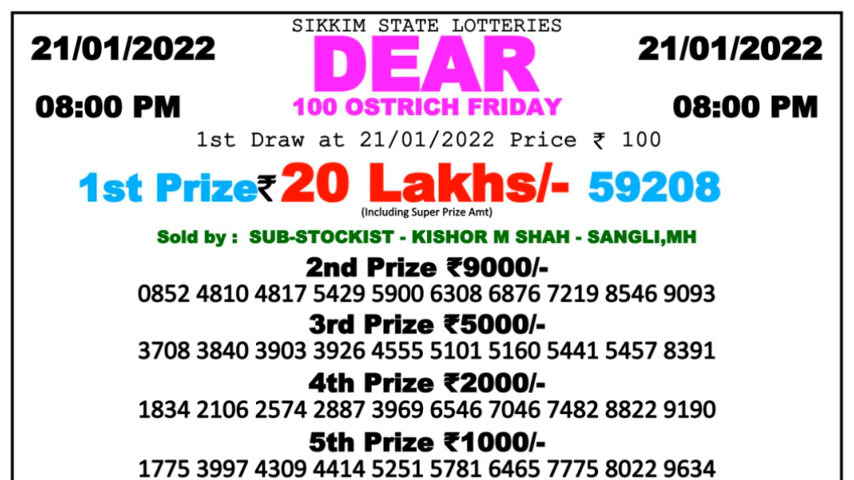 SIKKIM STATE LOTTERIES
21/01/2022 DEAR 21/01/2022
08:00 PM 100 OSTRICH FRIDAY 08:00 PM
1st Draw at 21/01/2022 Price ₹ 100
1st Prize₹20 Lakhs/- 59208
(Including Super Prize Amt)
Sold by : SUB-STOCKIST - KISHOR M SHAH - SANGLI,MH
2nd Prize ₹9000/-
0852 4810 4817 5429 5900 6308 6876 7219 8546 9093
3rd Prize ₹5000/-
3708 3840 3903 3926 4555 5101 5160 5441 5457 8391
4th Prize ₹2000/-
1834 2106 2574 2887 3969 6546 7046 7482 8822 9190
5th Prize ₹1000/-
1775 3997 4309 4414 5251 5781 6465 7775 8022 9634